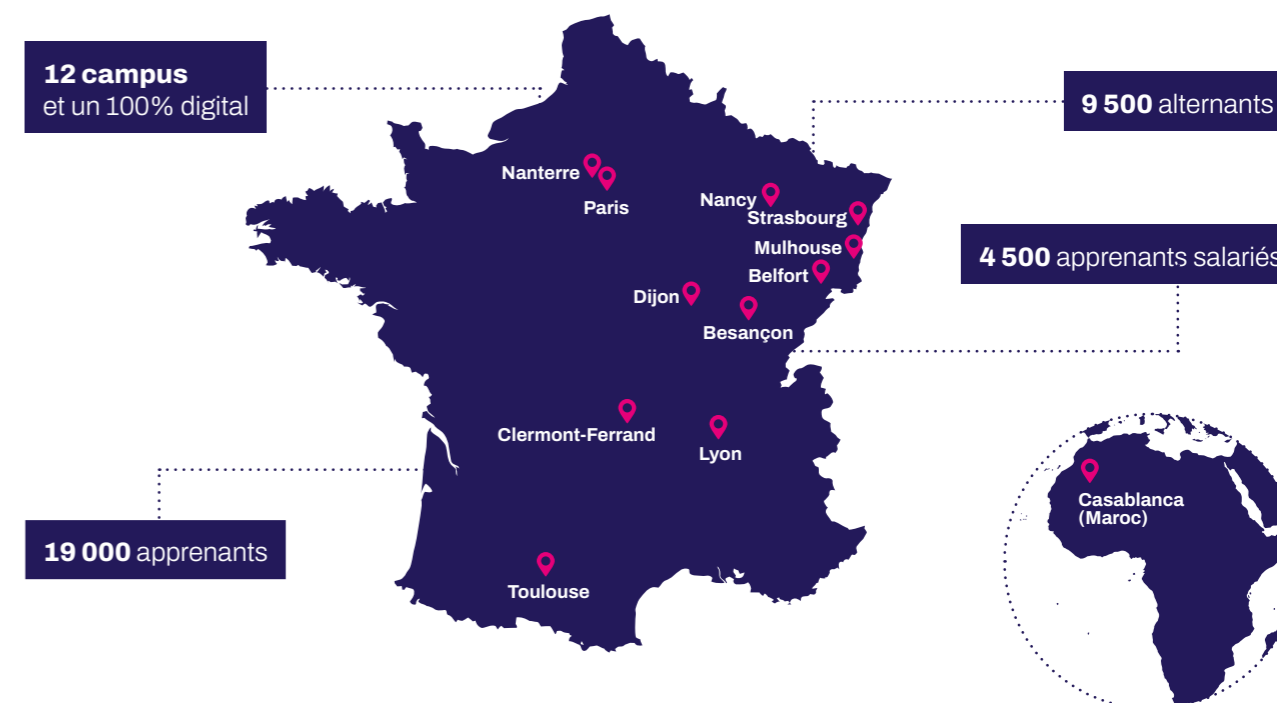 12 campus
et un 100% digital
9 500 alternants
Nanterre
Paris
Nancy
Strasbourg
Mulhouse
4 500 apprenants salariés
Belfort
Dijon
Besançon
Clermont-Ferrand
Lyon
Casablanca
(Maroc)
19 000 apprenants
Toulouse